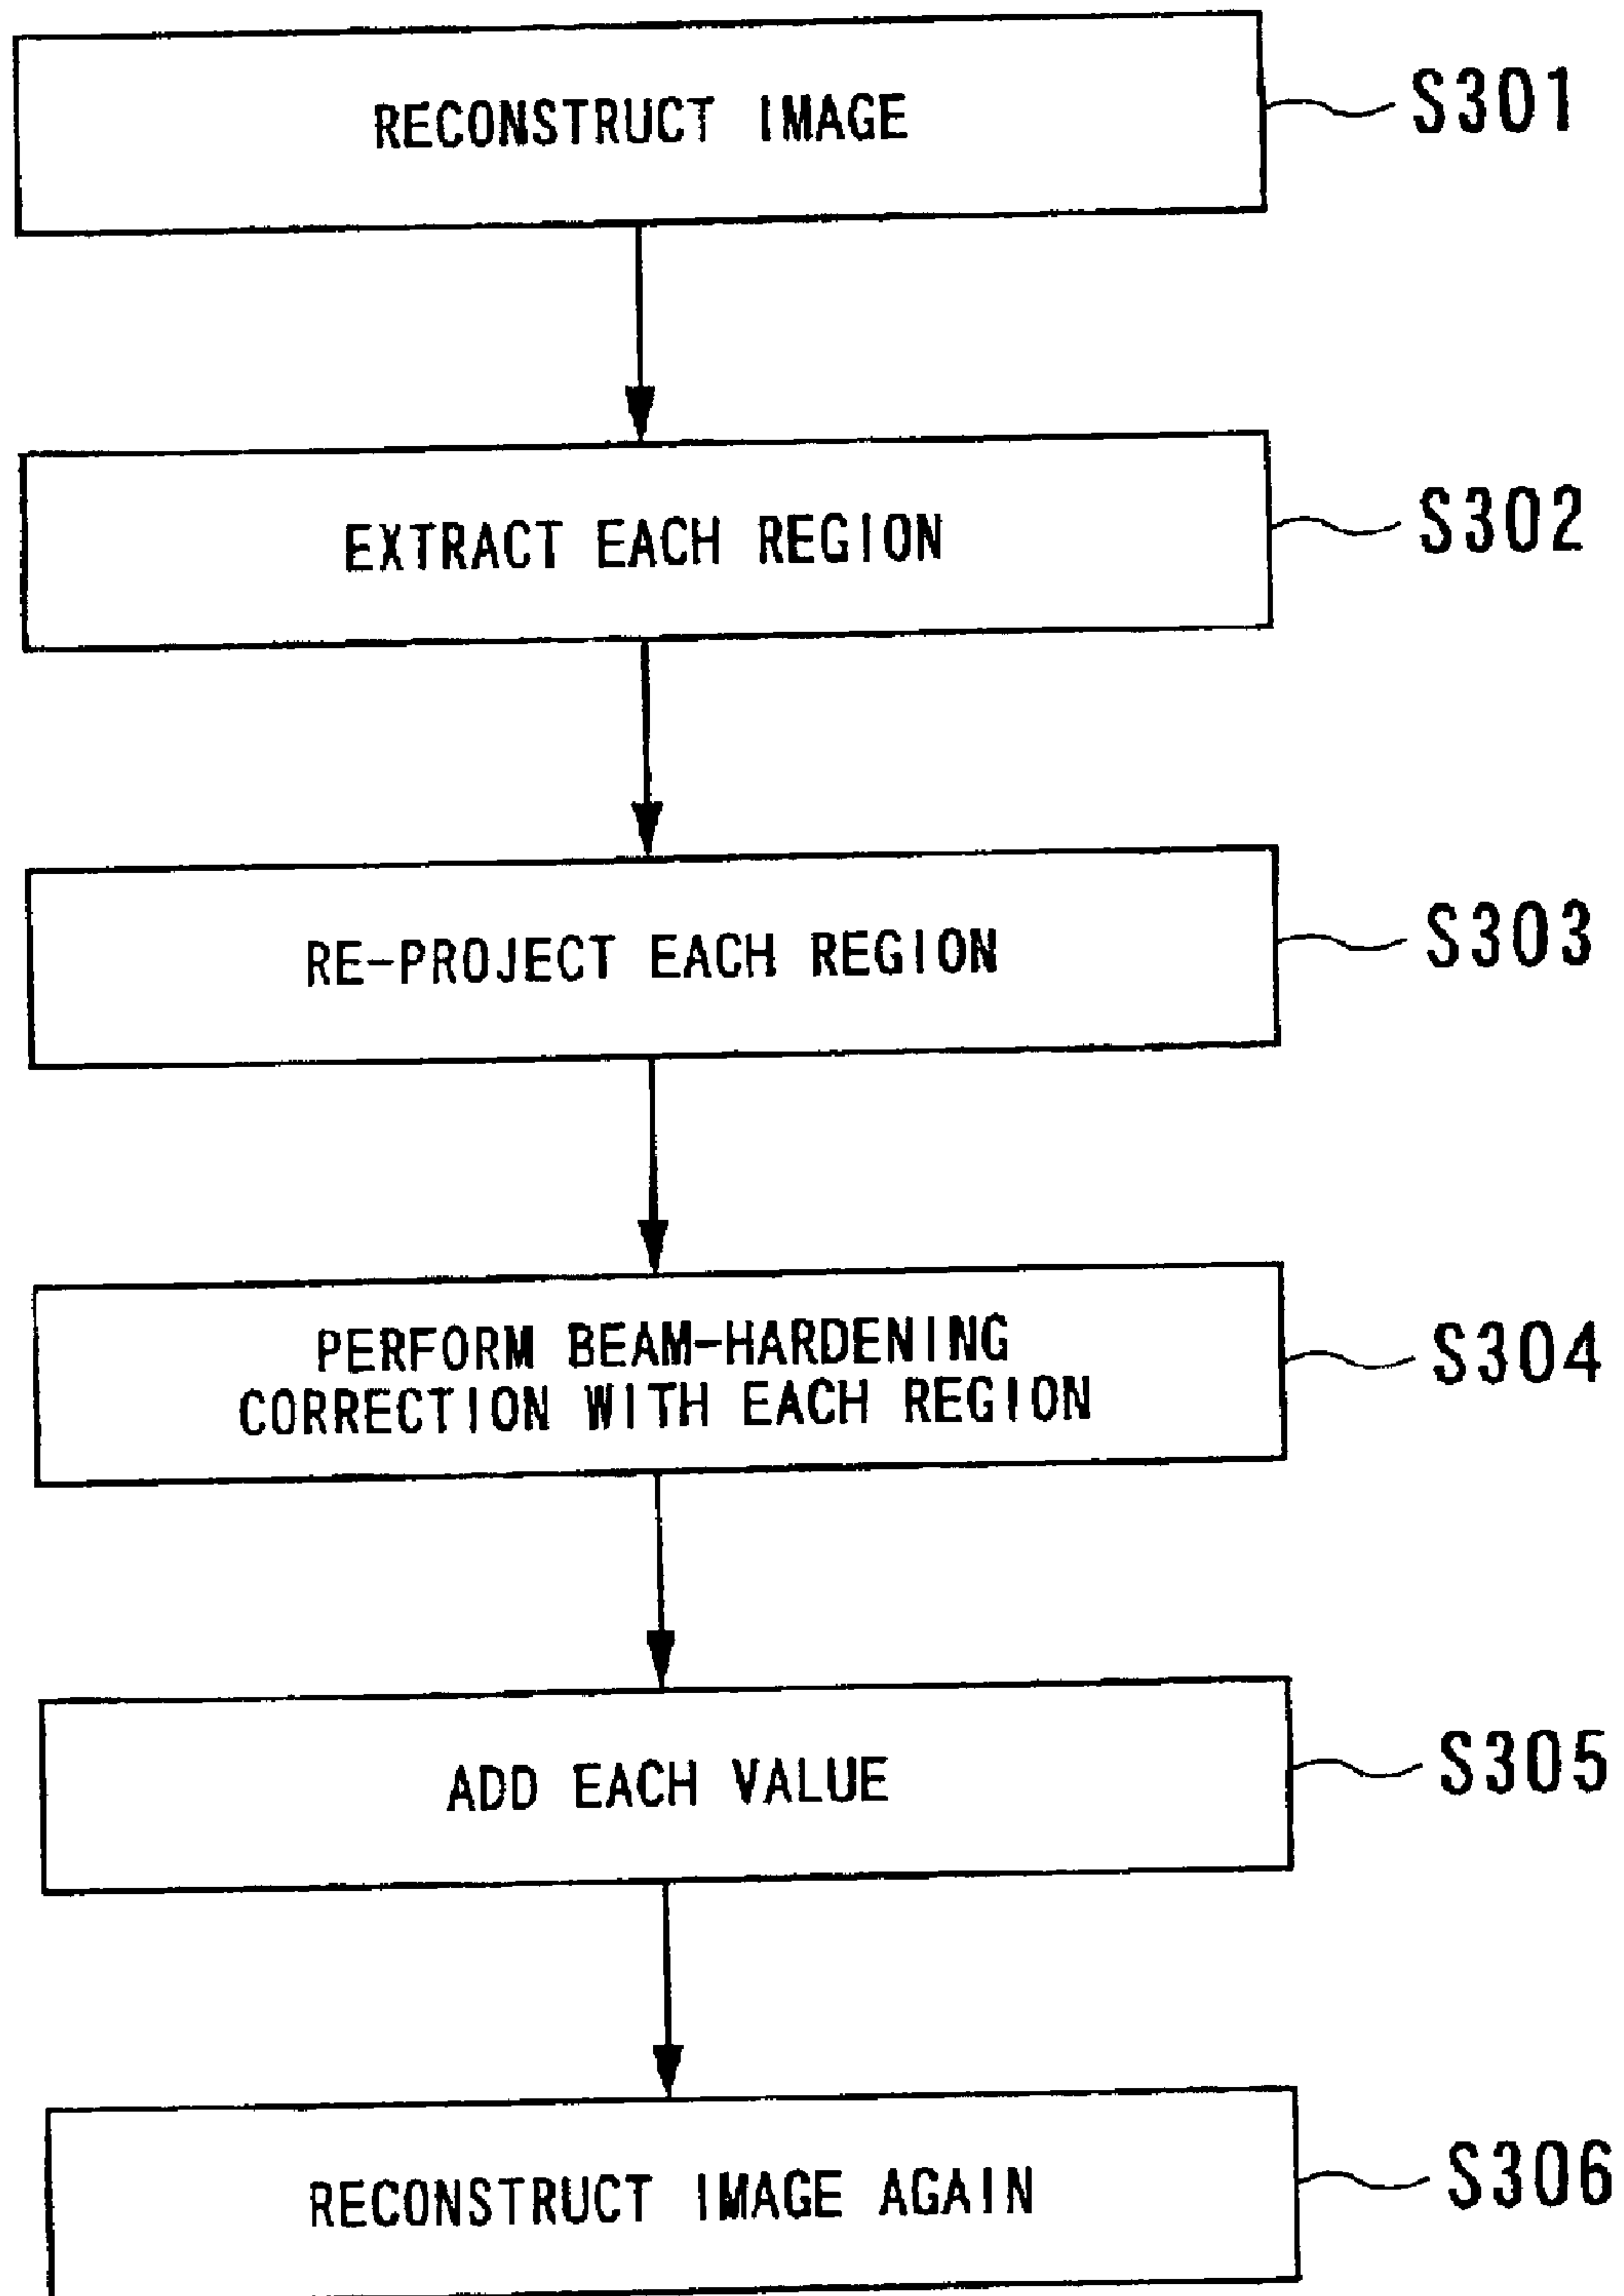 RECONSTRUCT IMAGE
S301
EXTRACT EACH REGION
S302
RE-PROJECT EACH REGION
S303
PERFORM BEAM-HARDENING
CORRECTION WITH EACH REGION
S304
ADD EACH VALUE
S305
RECONSTRUCT IMAGE AGAIN
S306